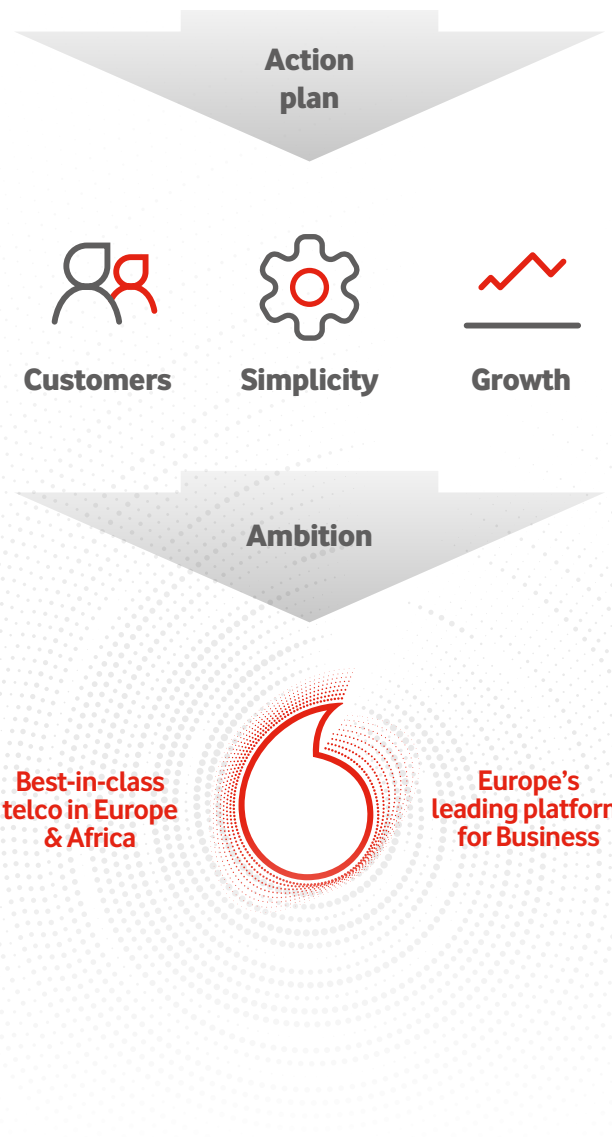 Action
plan
Customers
Simplicity
Growth
Ambition
Best-in-class
telco in Europe
& Africa
Europe’s
leading platform
for Business